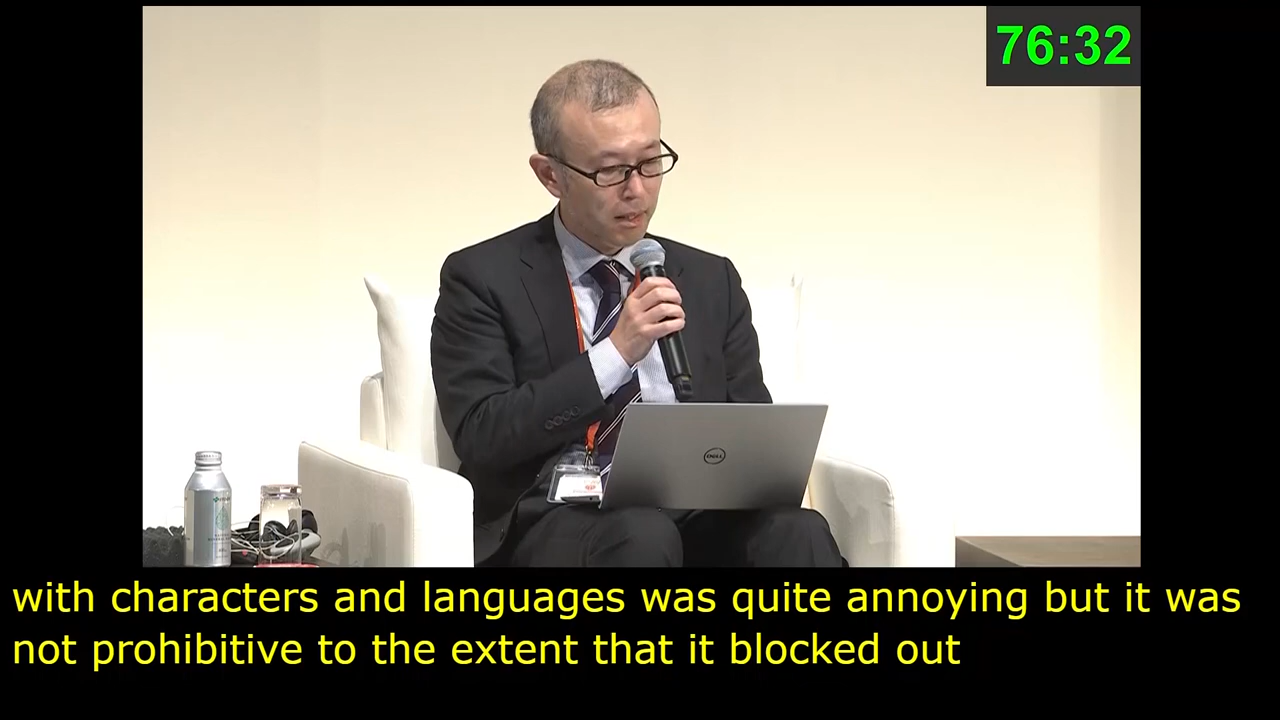 76:32
DELL
with characters and languages was quite annoying but it was
not prohibitive to the extent that it blocked out